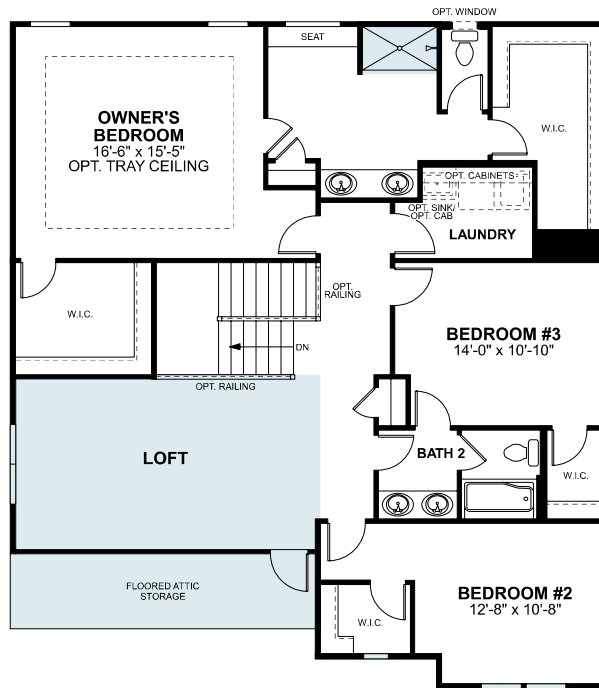 OPT. WINDOW
SEAT
OWNER'S
BEDROOM
16'-6" x 15'-5"
OPT. TRAY CEILING
W.I.C.
OPT. CABINETS
OPT. SINK/
OPT. CAB
LAUNDRY
W.I.C.
OPT.
RAILING
DN
BEDROOM #3
14'-0" x 10'-10"
OPT. RAILING
LOFT
BATH 2
W.I.C.
FLOORED ATTIC
STORAGE
BEDROOM #2
12'-8" x 10'-8"
W.I.C.